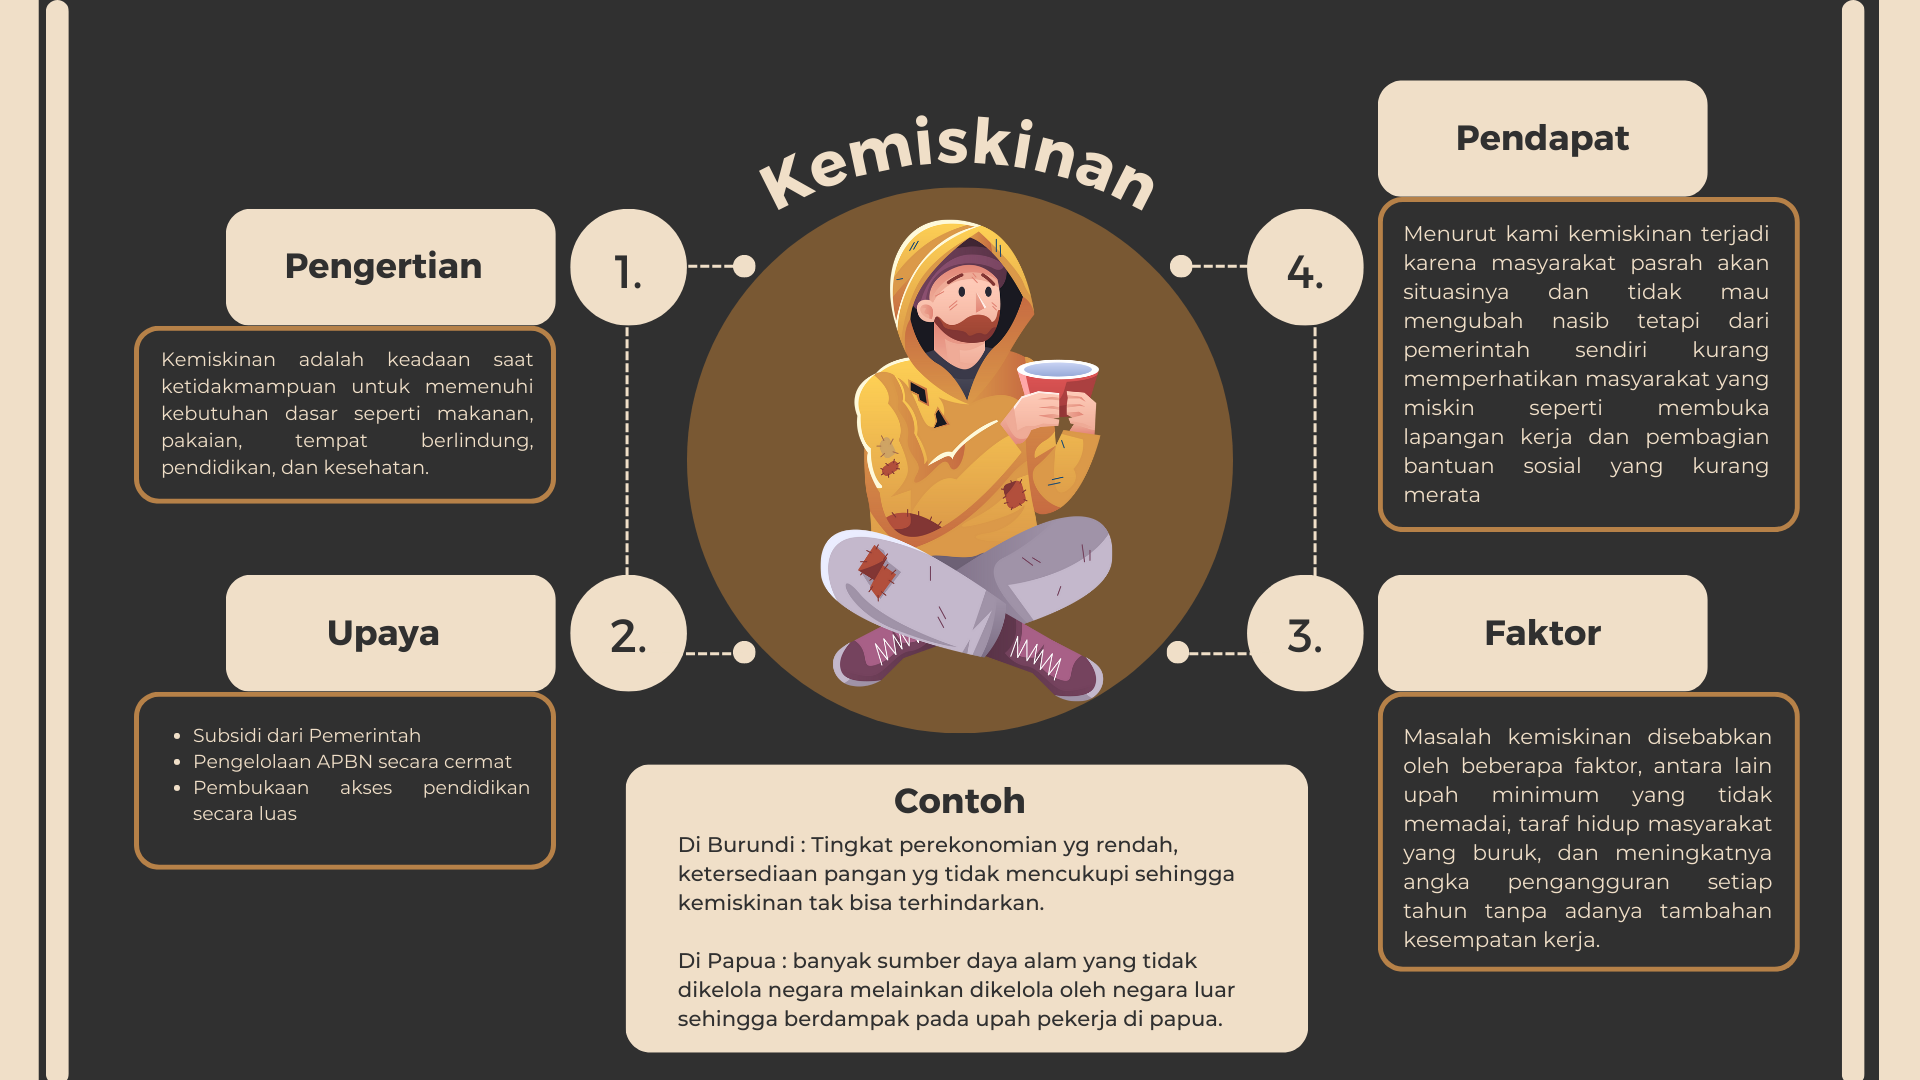 Kemiskinan
1.
Pengertian
Kemiskinan adalah keadaan saat
ketidakmampuan untuk memenuhi
kebutuhan dasar seperti makanan,
pakaian, tempat berlindung,
pendidikan, dan kesehatan.
2.
Upaya
• Subsidi dari Pemerintah
• Pengelolaan APBN secara cermat
• Pembukaan akses pendidikan
secara luas
3.
Faktor
Masalah kemiskinan disebabkan
oleh beberapa faktor, antara lain
upah minimum yang tidak
memadai, taraf hidup masyarakat
yang buruk, dan meningkatnya
angka pengangguran setiap
tahun tanpa adanya tambahan
kesempatan kerja.
4.
Pendapat
Menurut kami kemiskinan terjadi
karena masyarakat pasrah akan
situasinya dan tidak mau
mengubah nasib tetapi dari
pemerintah sendiri kurang
memperhatikan masyarakat yang
miskin seperti membuka
lapangan kerja dan pembagian
bantuan sosial yang kurang
merata
Contoh
Di Burundi : Tingkat perekonomian yg rendah,
ketersediaan pangan yg tidak mencukupi sehingga
kemiskinan tak bisa terhindarkan.
Di Papua : banyak sumber daya alam yang tidak
dikelola negara melainkan dikelola oleh negara luar
sehingga berdampak pada upah pekerja di papua.